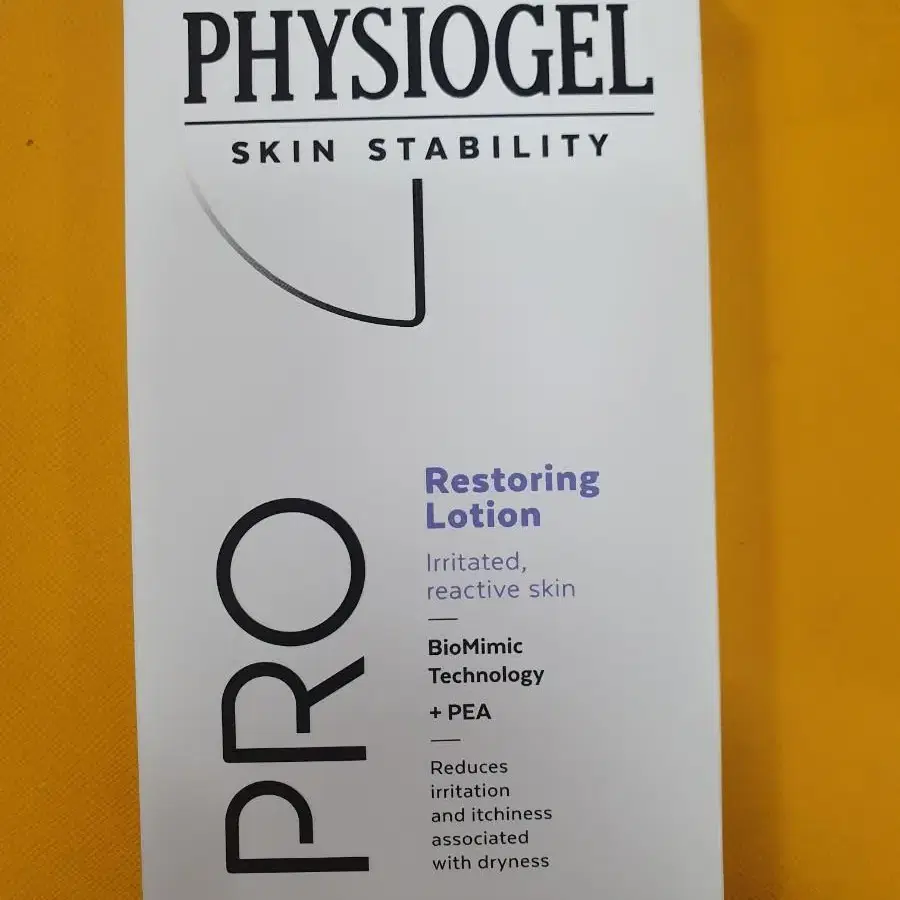 PHYSIOGEL
SKIN STABILITY
PRO
Restoring
Lotion
Irritated,
reactive skin
BioMimic
Technology
+ PEA
Reduces
irritation
and itchiness
associated
with dryness